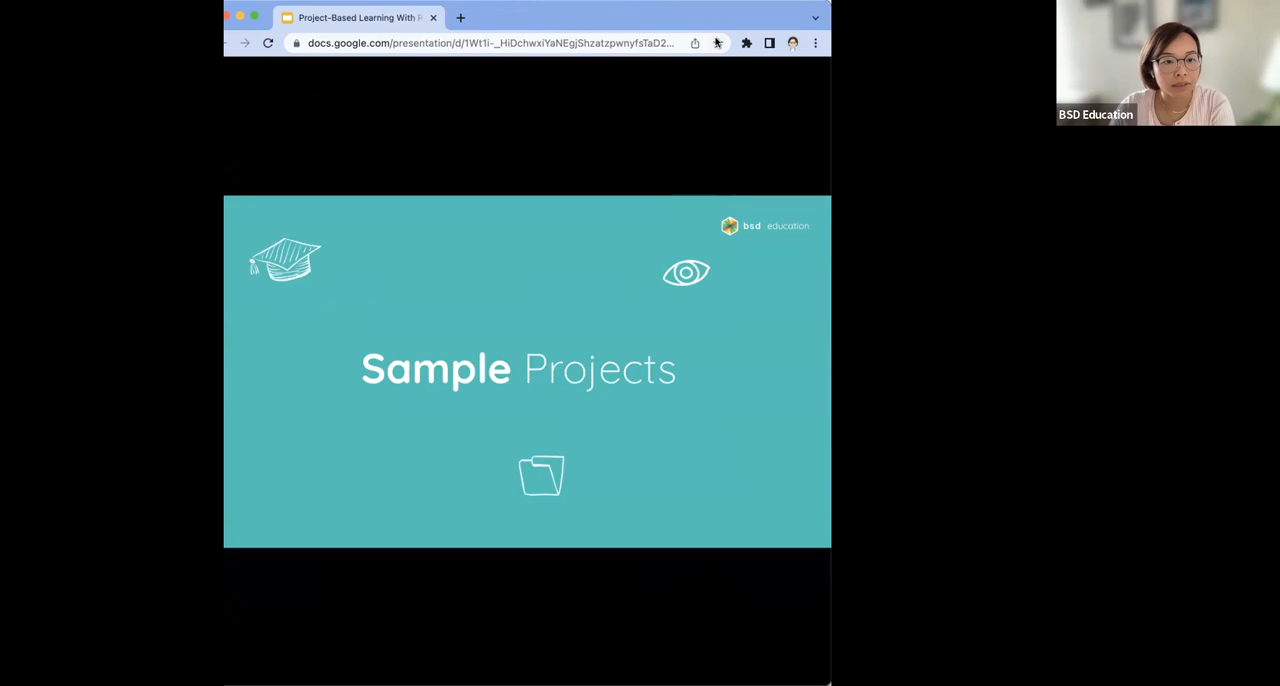 Project-Based Learning With R
docs.google.com/presentation/d/1Wt1i-_HiDchwxiYaNEgjShzatzpwnyfsTaD2...
BSD Education
bsd education
Sample Projects